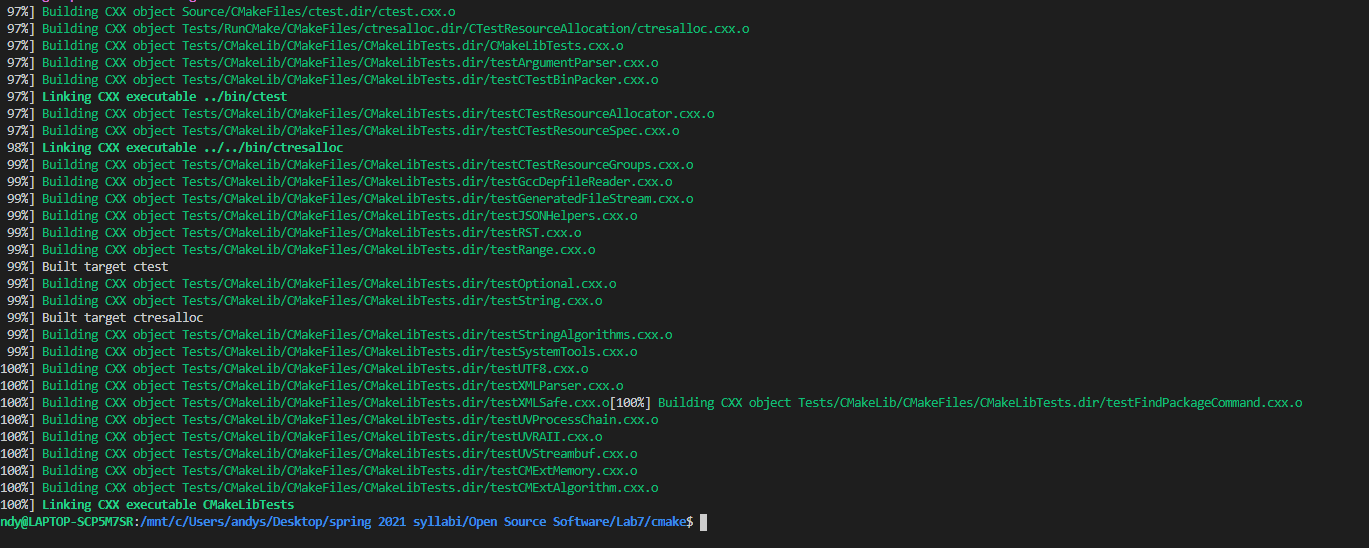 97%] Building CXX object Source/CMakeFiles/ctest.dir/ctest.cxx.o
97%] Building CXX object Tests/RunCMake/CMakeFiles/ctresalloc.dir/CTestResourceAllocation/ctresalloc.cxx.o
97%] Building CXX object Tests/CMakeLib/CMakeFiles/CMakeLibTests.dir/CMakeLibTests.cxx.o
97%] Building CXX object Tests/CMakeLib/CMakeFiles/CMakeLibTests.dir/testArgumentParser.cxx.o
97%] Building CXX object Tests/CMakeLib/CMakeFiles/CMakeLibTests.dir/testCTestBinPacker.cxx.o
97%] Linking CXX executable ../bin/ctest
97%] Building CXX object Tests/CMakeLib/CMakeFiles/CMakeLibTests.dir/testCTestResourceAllocator.cxx.o
97%] Building CXX object Tests/CMakeLib/CMakeFiles/CMakeLibTests.dir/testCTestResourceSpec.cxx.o
98%] Linking CXX executable ../../bin/ctresalloc
99%] Building CXX object Tests/CMakeLib/CMakeFiles/CMakeLibTests.dir/testCTestResourceGroups.cxx.o
99%] Building CXX object Tests/CMakeLib/CMakeFiles/CMakeLibTests.dir/testGccDepfileReader.cxx.o
99%] Building CXX object Tests/CMakeLib/CMakeFiles/CMakeLibTests.dir/testGeneratedFileStream.cxx.o
99%] Building CXX object Tests/CMakeLib/CMakeFiles/CMakeLibTests.dir/testJSONHelpers.cxx.o
99%] Building CXX object Tests/CMakeLib/CMakeFiles/CMakeLibTests.dir/testRST.cxx.o
99%] Building CXX object Tests/CMakeLib/CMakeFiles/CMakeLibTests.dir/testRange.cxx.o
99%] Built target ctest
99%] Building CXX object Tests/CMakeLib/CMakeFiles/CMakeLibTests.dir/testOptional.cxx.o
99%] Building CXX object Tests/CMakeLib/CMakeFiles/CMakeLibTests.dir/testString.cxx.o
99%] Built target ctresalloc
99%] Building CXX object Tests/CMakeLib/CMakeFiles/CMakeLibTests.dir/testStringAlgorithms.cxx.o
99%] Building CXX object Tests/CMakeLib/CMakeFiles/CMakeLibTests.dir/testSystemTools.cxx.o
100%] Building CXX object Tests/CMakeLib/CMakeFiles/CMakeLibTests.dir/testUTF8.cxx.o
100%] Building CXX object Tests/CMakeLib/CMakeFiles/CMakeLibTests.dir/testXMLParser.cxx.o
100%] Building CXX object Tests/CMakeLib/CMakeFiles/CMakeLibTests.dir/testXMLSafe.cxx.o[100%] Building CXX object Tests/CMakeLib/CMakeFiles/CMakeLibTests.dir/testFindPackageCommand.cxx.o
100%] Building CXX object Tests/CMakeLib/CMakeFiles/CMakeLibTests.dir/testUVProcessChain.cxx.o
100%] Building CXX object Tests/CMakeLib/CMakeFiles/CMakeLibTests.dir/testUVRAII.cxx.o
100%] Building CXX object Tests/CMakeLib/CMakeFiles/CMakeLibTests.dir/testUVStreambuf.cxx.o
100%] Building CXX object Tests/CMakeLib/CMakeFiles/CMakeLibTests.dir/testCMExtMemory.cxx.o
100%] Building CXX object Tests/CMakeLib/CMakeFiles/CMakeLibTests.dir/testCMExtAlgorithm.cxx.o
100%] Linking CXX executable CMakeLibTests
ndy@LAPTOP-SCP5M7SR:/mnt/c/Users/andys/Desktop/spring 2021 syllabi/Open Source Software/Lab7/cmake$